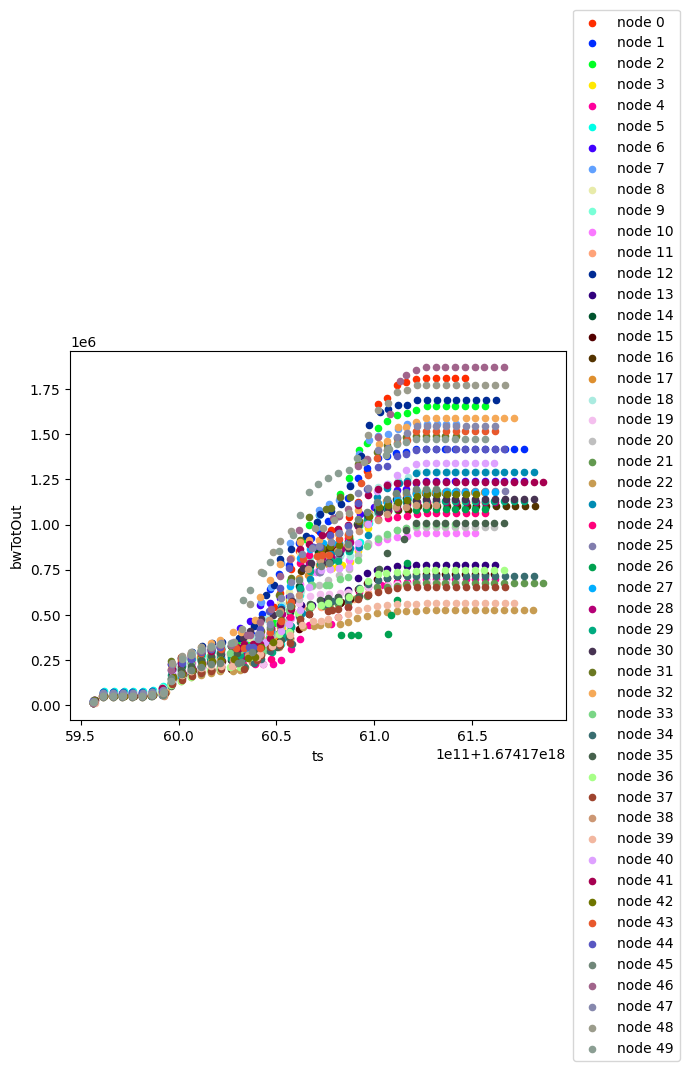 1e6
1.75
1.50
1.25
1.00
0.75
0.50
0.25
0.00
bwTotOut
59.5 60.0 60.5 61.0 61.5
ts
1e11+1.67417e18
node 0
node 1
node 2
node 3
node 4
node 5
node 6
node 7
node 8
node 9
node 10
node 11
node 12
node 13
node 14
node 15
node 16
node 17
node 18
node 19
node 20
node 21
node 22
node 23
node 24
node 25
node 26
node 27
node 28
node 29
node 30
node 31
node 32
node 33
node 34
node 35
node 36
node 37
node 38
node 39
node 40
node 41
node 42
node 43
node 44
node 45
node 46
node 47
node 48
node 49